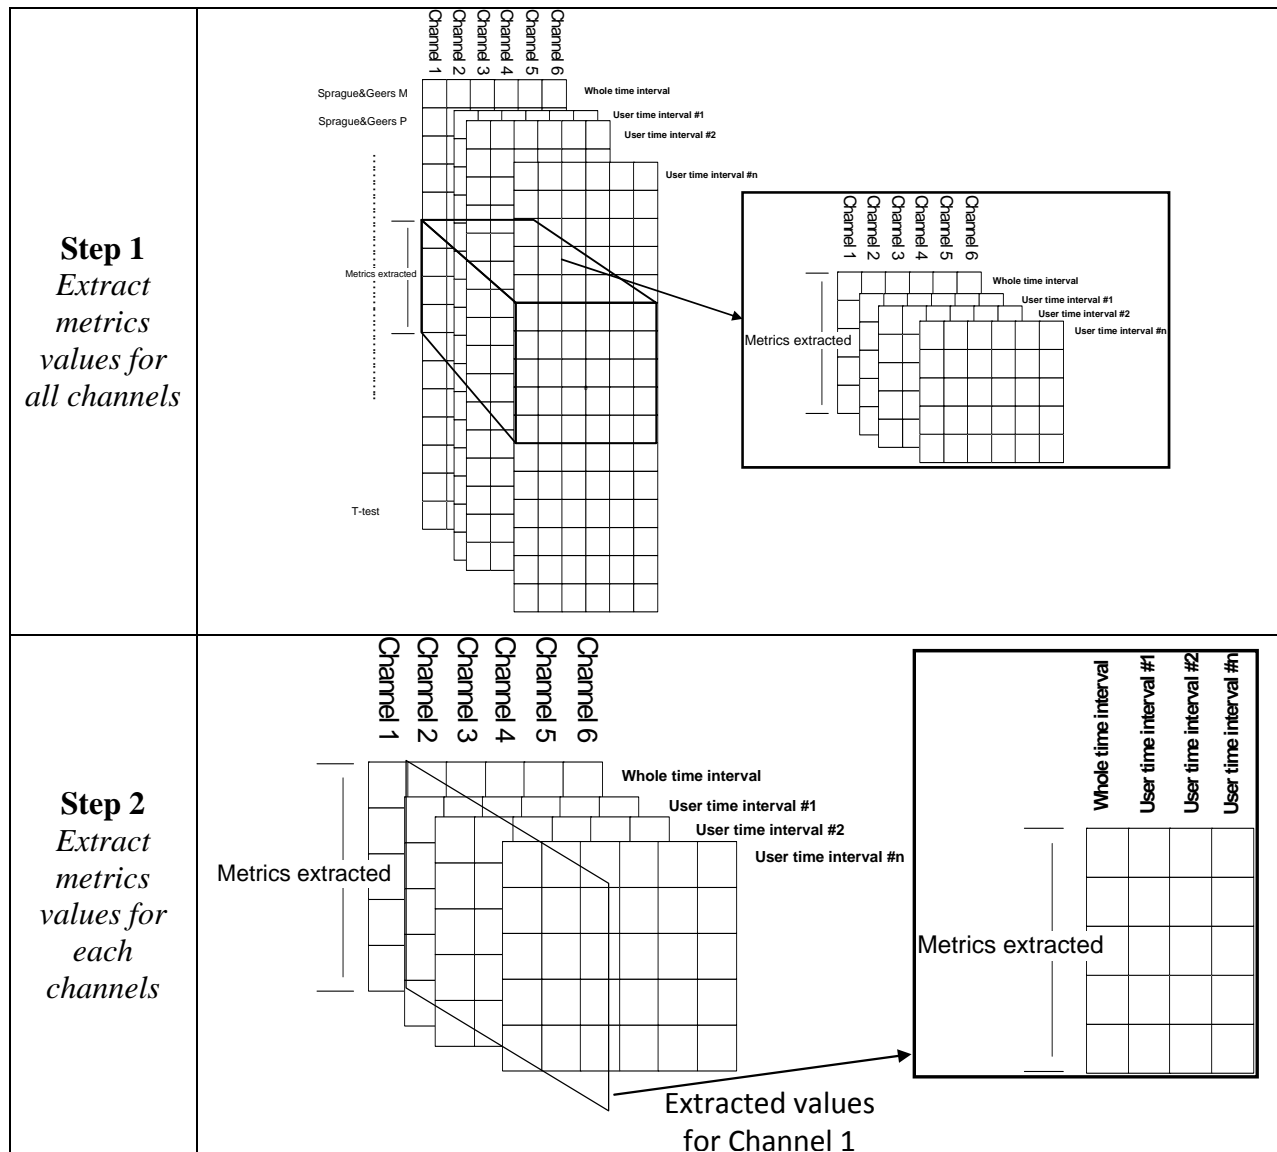 Step 1
Extract
metrics
values for
all channels
Channel 1
Channel 2
Channel 3
Channel 4
Channel 5
Channel 6
Sprague&Geers M
Sprague&Geers P
Metrics extracted
T-test
Whole time interval
User time interval #1
User time interval #2
User time interval #n
Channel 1
Channel 2
Channel 3
Channel 4
Channel 5
Channel 6
Whole time interval
User time interval #1
User time interval #2
User time interval #n
Metrics extracted
Step 2
Extract
metrics
values for
each
channels
Channel 1
Channel 2
Channel 3
Channel 4
Channel 5
Channel 6
Whole time interval
User time interval #1
User time interval #2
User time interval #n
Metrics extracted
Extracted values
for Channel 1
Whole time interval
User time interval #1
User time interval #2
User time interval #n
Metrics extracted